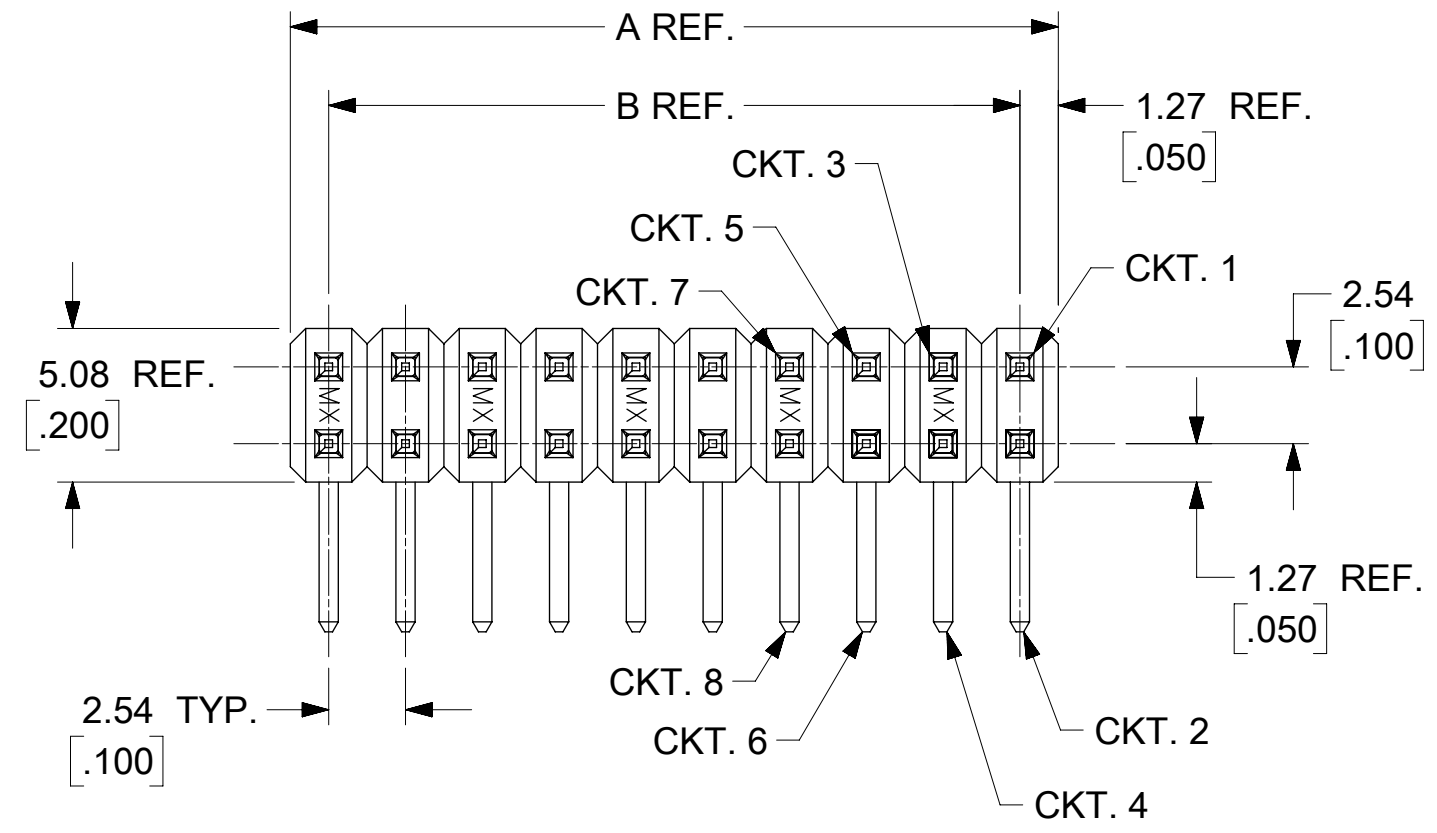 A REF.
B REF.
1.27 REF.
[.050]
CKT. 3
CKT. 5
CKT. 1
CKT. 7
2.54
[.100]
5.08 REF.
[.200]
MX
MX
MX
MX
MX
1.27 REF.
[.050]
CKT. 8
2.54 TYP.
[.100]
CKT. 6
CKT. 2
CKT. 4